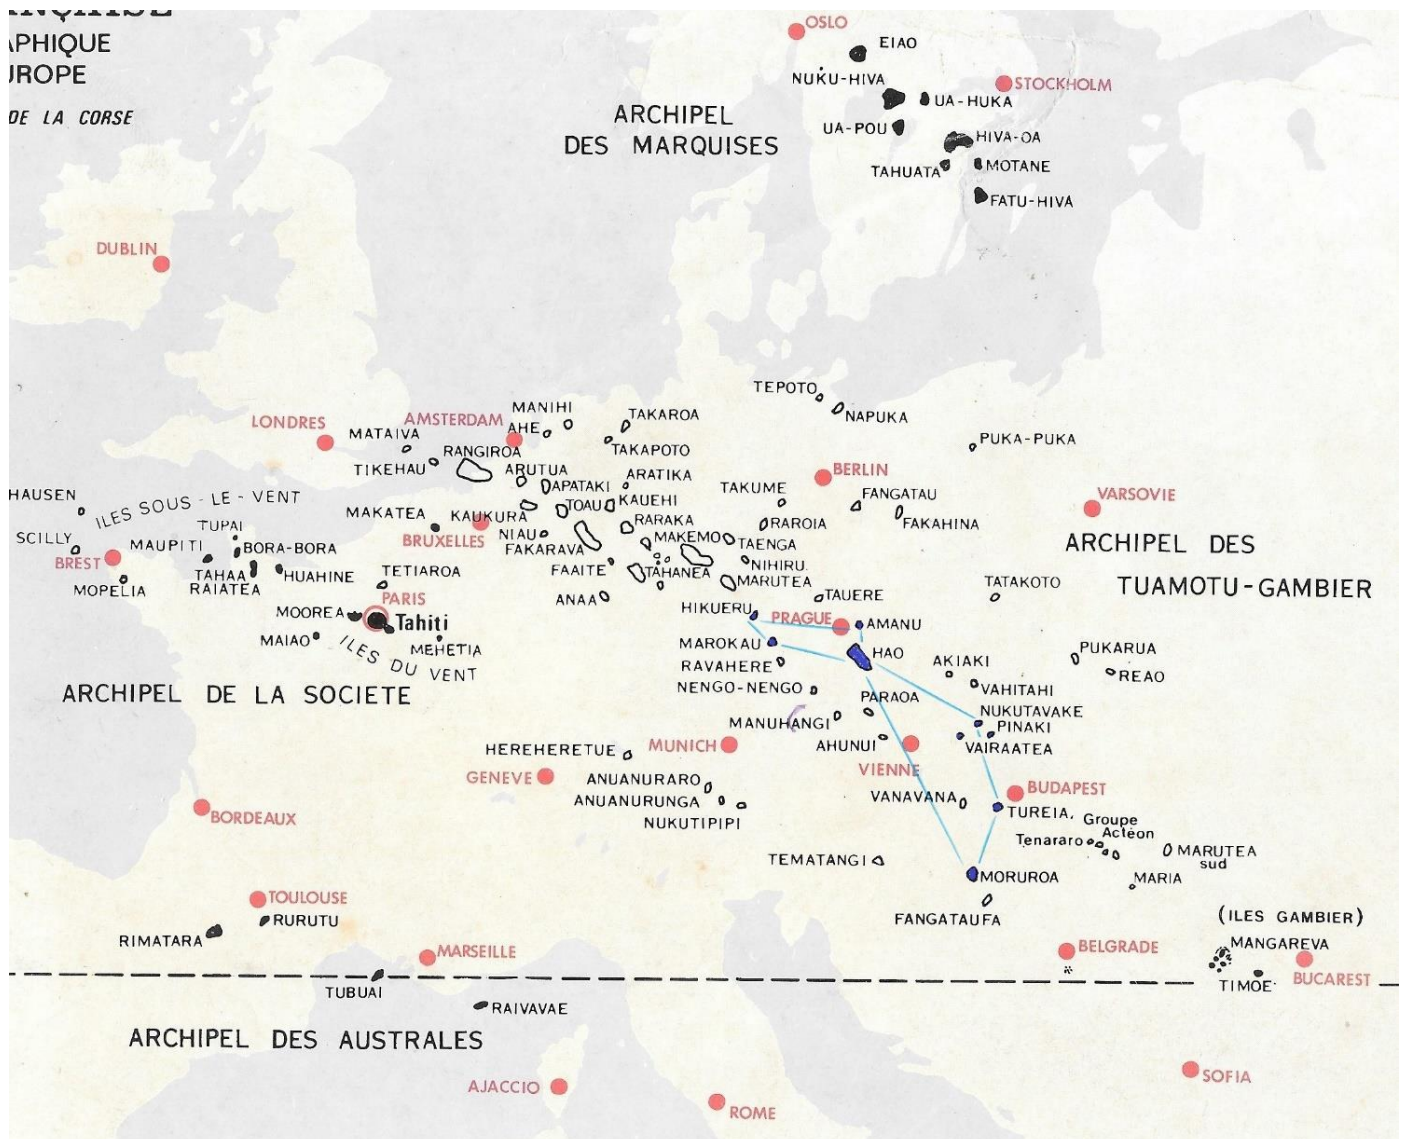 APHIQUE
UROPE
DE LA CORSE
OSLO
EIAO
NUKU-HIVA
STOCKHOLM
UA-HUKA
ARCHIPEL
DES MARQUISES
UA-POU
HIVA-OA
TAHUATA
MOTANE
FATU-HIVA
DUBLIN
TEPOTO
NAPUKA
LONDRES
AMSTERDAM
MANIHI
AHE
TAKAROA
MATAIVA
TAKAPOTO
PUKA-PUKA
RANGIROA
TIKEHAU
ARUTUA
APATAKI
ARATIKA
BERLIN
TAKUME
FANGATAU
VARSOVIE
HAUSEN
ILES SOUS-LE-VENT
TOAU
KAUEHI
MAKATEA
KAUKURA
RARAKA
RAROIA
FAKAHINA
TUPAI
SCILLY
MAUPITI
BORA-BORA
BRUXELLES
NIAU
FAKARAVA
MAKEMO
TAENGA
ARCHIPEL DES
TUAMOTU-GAMBIER
BREST
TAHAA
HUAHINE
TETIAROA
FAAITE
TAHANEA
NIHIRU
MARUTEA
TATAKOTO
MOPELIA
RAIATEA
PARIS
ANAA
TAUERE
MOOREA
Tahiti
HIKUERU
PRAGUE
AMANU
MAIAO
ILES DU VENT
MEHETIA
MAROKAU
HAO
PUKARUA
RAVAHERE
AKIAKI
REAO
ARCHIPEL DE LA SOCIETE
NENGO-NENGO
VAHITAHI
PARAOA
NUKUTAVAKE
MANUHANGI
PINAKI
HEREHERETUE
MUNICH
AHUNUI
VAIRAATEA
GENEVE
ANUANURARO
VIENNE
BUDAPEST
ANUANURUNGA
VANAVANA
BORDEAUX
NUKUTIPIPI
TUREIA
Groupe
Actéon
Tenararo
MARUTEA
sud
TEMATANGI
MORUROA
MARIA
TOULOUSE
RURUTU
FANGATAUFA
(ILES GAMBIER)
RIMATARA
MARSEILLE
BELGRADE
MANGAREVA
TUBUAI
TIMOE
BUCAREST
RAIVAVAE
ARCHIPEL DES AUSTRALES
AJACCIO
SOFIA
ROME